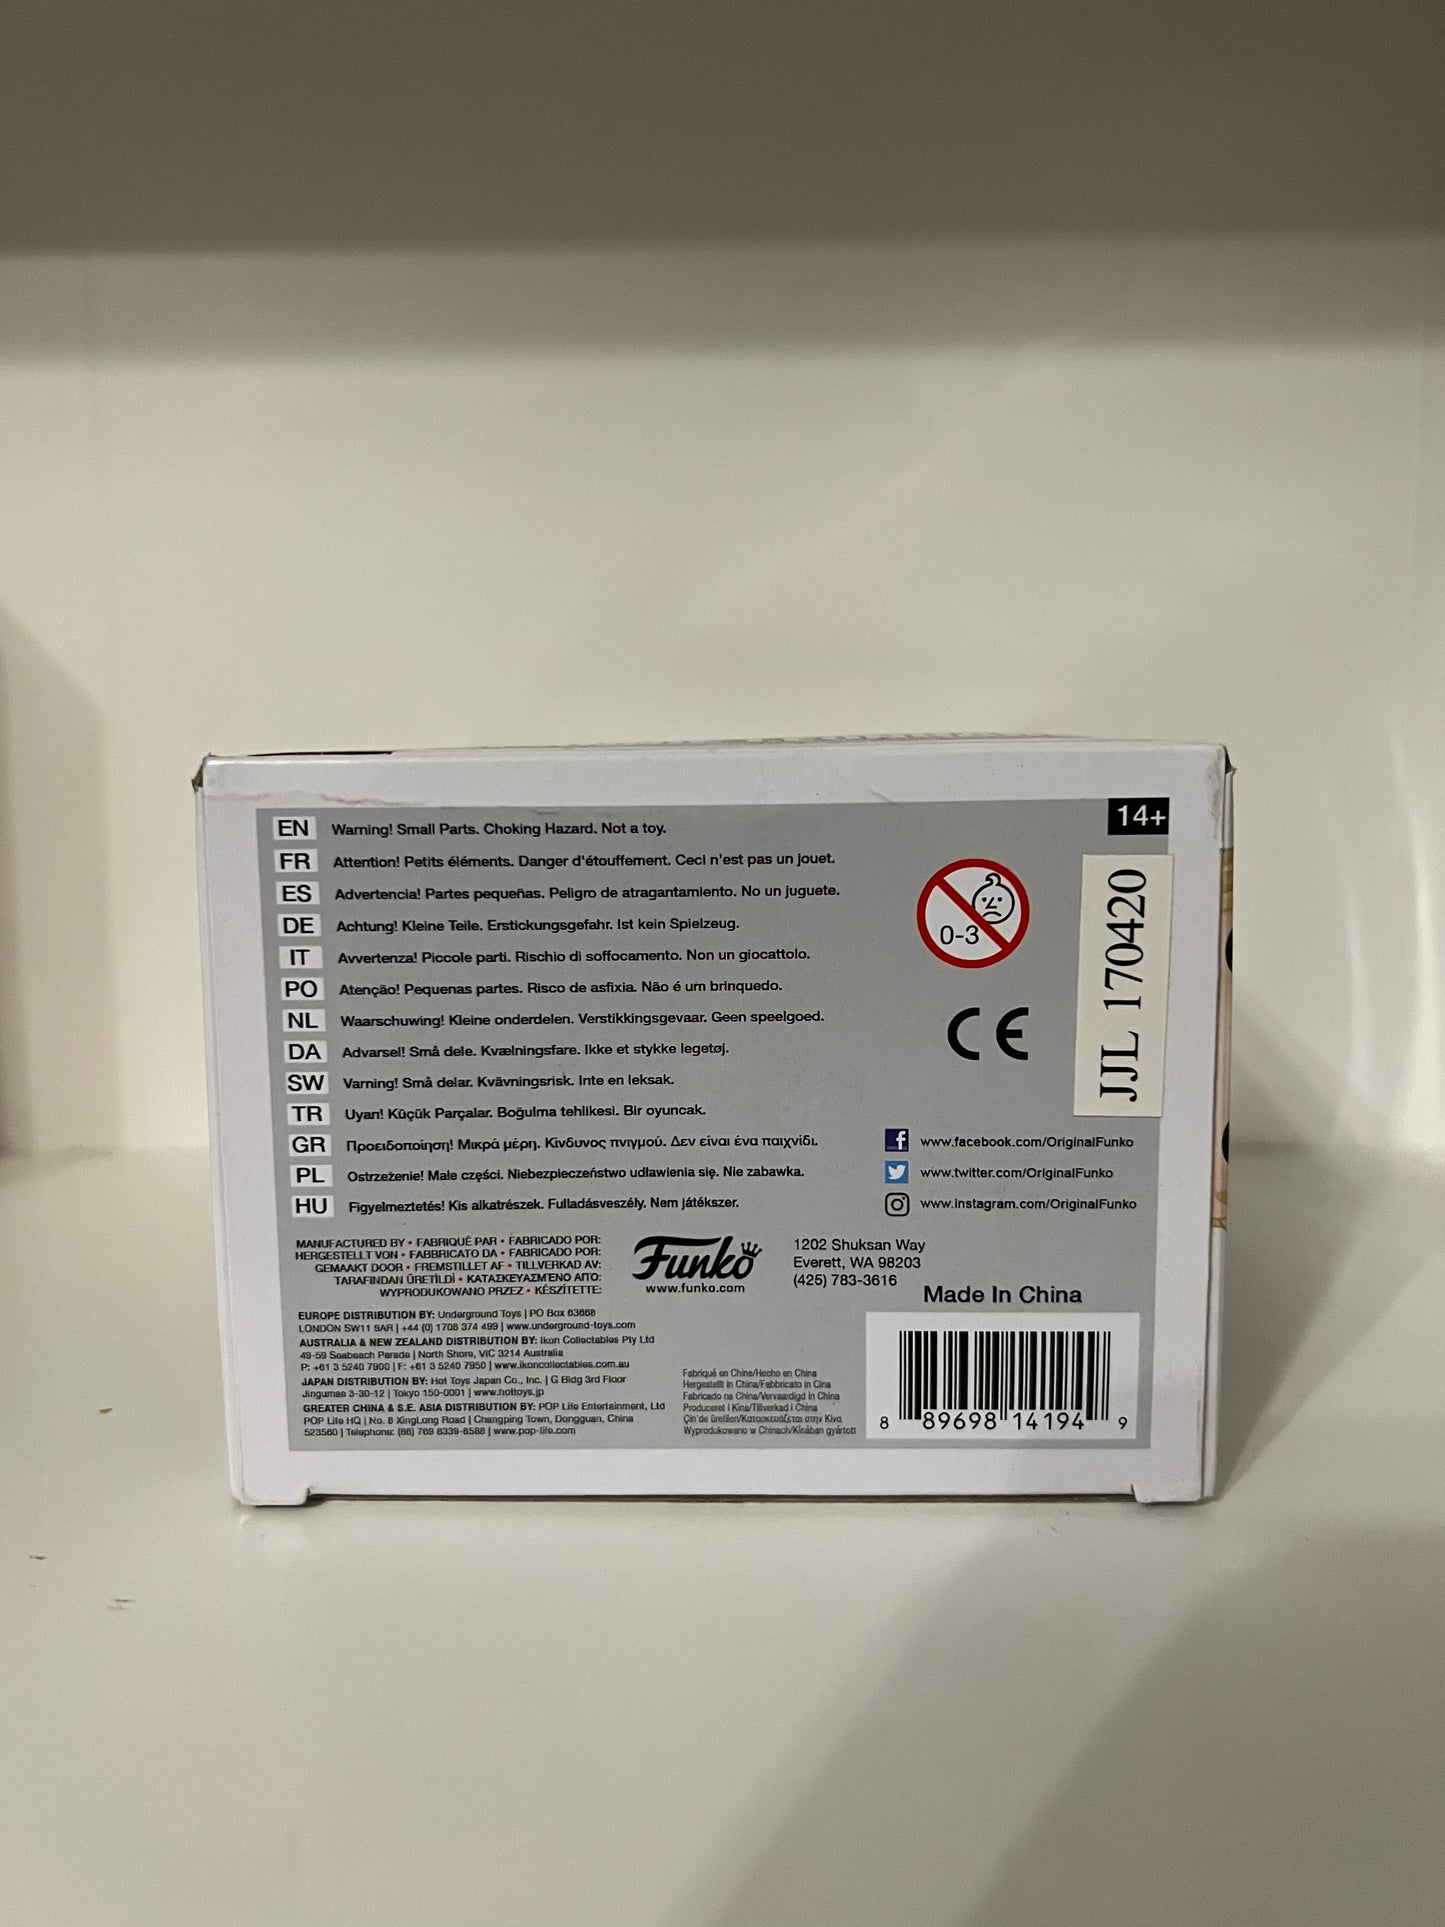 14+
EN Warning! Small Parts. Choking Hazard. Not a toy.
FR Attention! Petits éléments. Danger d'étouffement. Ceci n'est pas un jouet.
ES Advertencia! Partes pequeñas. Peligro de atragantamiento. No un juguete.
DE Achtung! Kleine Teile. Erstickungsgefahr. Ist kein Spielzeug.
IT Avvertenza! Piccole parti. Rischio di soffocamento. Non un giocattolo.
PO Atenção! Pequenas partes. Risco de asfixia. Não é um brinquedo.
NL Waarschuwing! Kleine onderdelen. Verstikkingsgevaar. Geen speelgoed.
DA Advarsel! Små dele. Kvælningsfare. Ikke et stykke legetøj.
SW Varning! Små delar. Kvävningsrisk. Inte en leksak.
TR Uyarı! Küçük Parçalar. Boğulma tehlikesi. Bir oyuncak.
GR Προειδοποίηση! Μικρά μέρη. Κίνδυνος πνιγμού. Δεν είναι ένα παιχνίδι.
PL Ostrzeżenie! Małe części. Niebezpieczeństwo udławienia się. Nie zabawka.
HU Figyelmeztetés! Kis alkatrészek. Fulladásveszély. Nem játékszer.
0-3
CE
JJL 170420
www.facebook.com/OriginalFunko
www.twitter.com/OriginalFunko
www.instagram.com/OriginalFunko
MANUFACTURED BY • FABRIQUÉ PAR • FABRICADO POR:
HERGESTELLT VON • FABBRICATO DA • FABRICADO POR:
GEMAAKT DOOR • FREMSTILLET AF • TILLVERKAD AV:
TARAFINDAN ÜRETİLDİ • ΚΑΤΑΣΚΕΥΑΣΜΈΝΟ ΑΠΌ:
WYPRODUKOWANO PRZEZ • KÉSZÍTETTE:
Funko
www.funko.com
1202 Shuksan Way
Everett, WA 98203
(425) 783-3616
Made In China
EUROPE DISTRIBUTION BY: Underground Toys | PO Box 63668
LONDON SW11 9AR | +44 (0) 1708 374 499 | www.underground-toys.com
AUSTRALIA & NEW ZEALAND DISTRIBUTION BY: Ikon Collectables Pty Ltd
49-59 Seabeach Parade | North Shore, VIC 3214 Australia
P: +61 3 5240 7900 | F: +61 3 5240 7950 | www.ikoncollectables.com.au
JAPAN DISTRIBUTION BY: Hot Toys Japan Co., Inc. | G Bldg 3rd Floor
Jingumae 3-30-12 | Tokyo 150-0001 | www.hottoys.jp
GREATER CHINA & S.E. ASIA DISTRIBUTION BY: POP Life Entertainment, Ltd
POP Life HQ | No. 8 XingLong Road | Changping Town, Dongguan, China
523560 | Telephone: (86) 769 8339-8588 | www.pop-life.com
Fabriqué en Chine/Hecho en China
Hergestellt in China/Fabbricato in Cina
Fabricado na China/Vervaardigd in China
Produceret i Kina/Tillverkad i China
Çin'de üretilen/Κατασκευάζεται στην Κίνα
Wyprodukowano w Chinach/Kínában gyártott
8 89698 14194 9